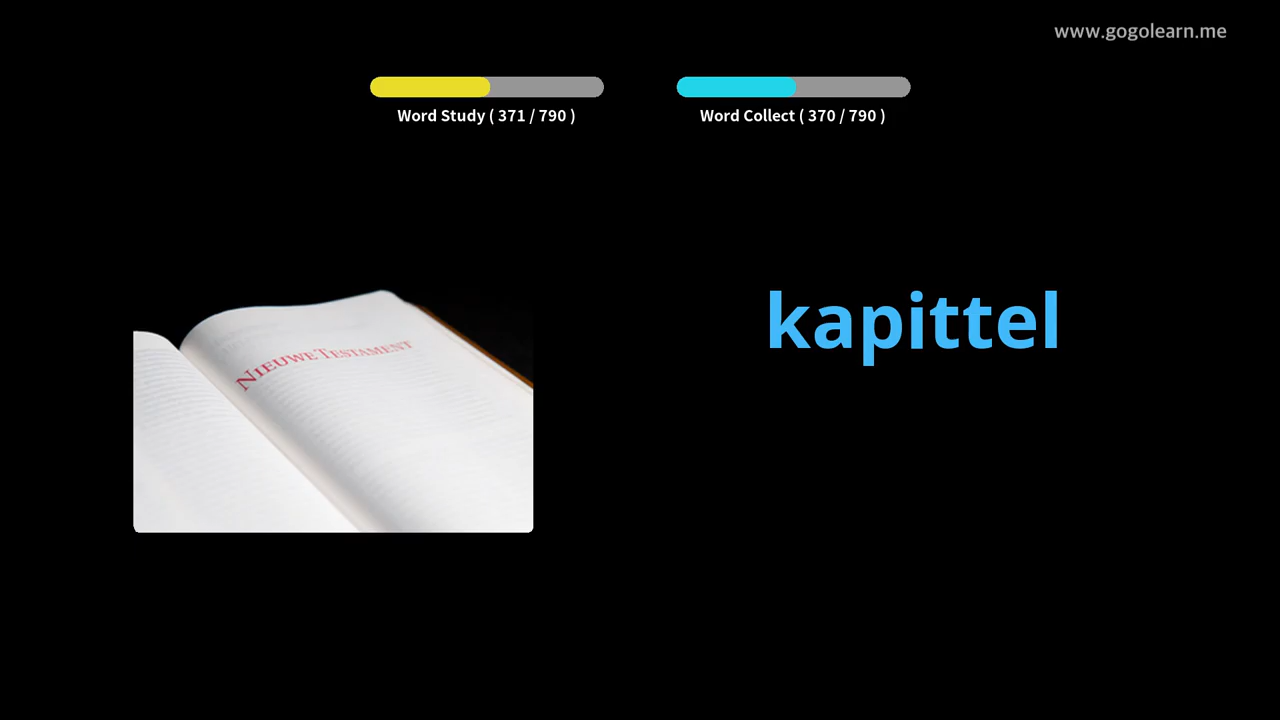 www.gogolearn.me
Word Study ( 371 / 790 )
Word Collect ( 370 / 790 )
kapittel
NIEUWE TESTAMENT